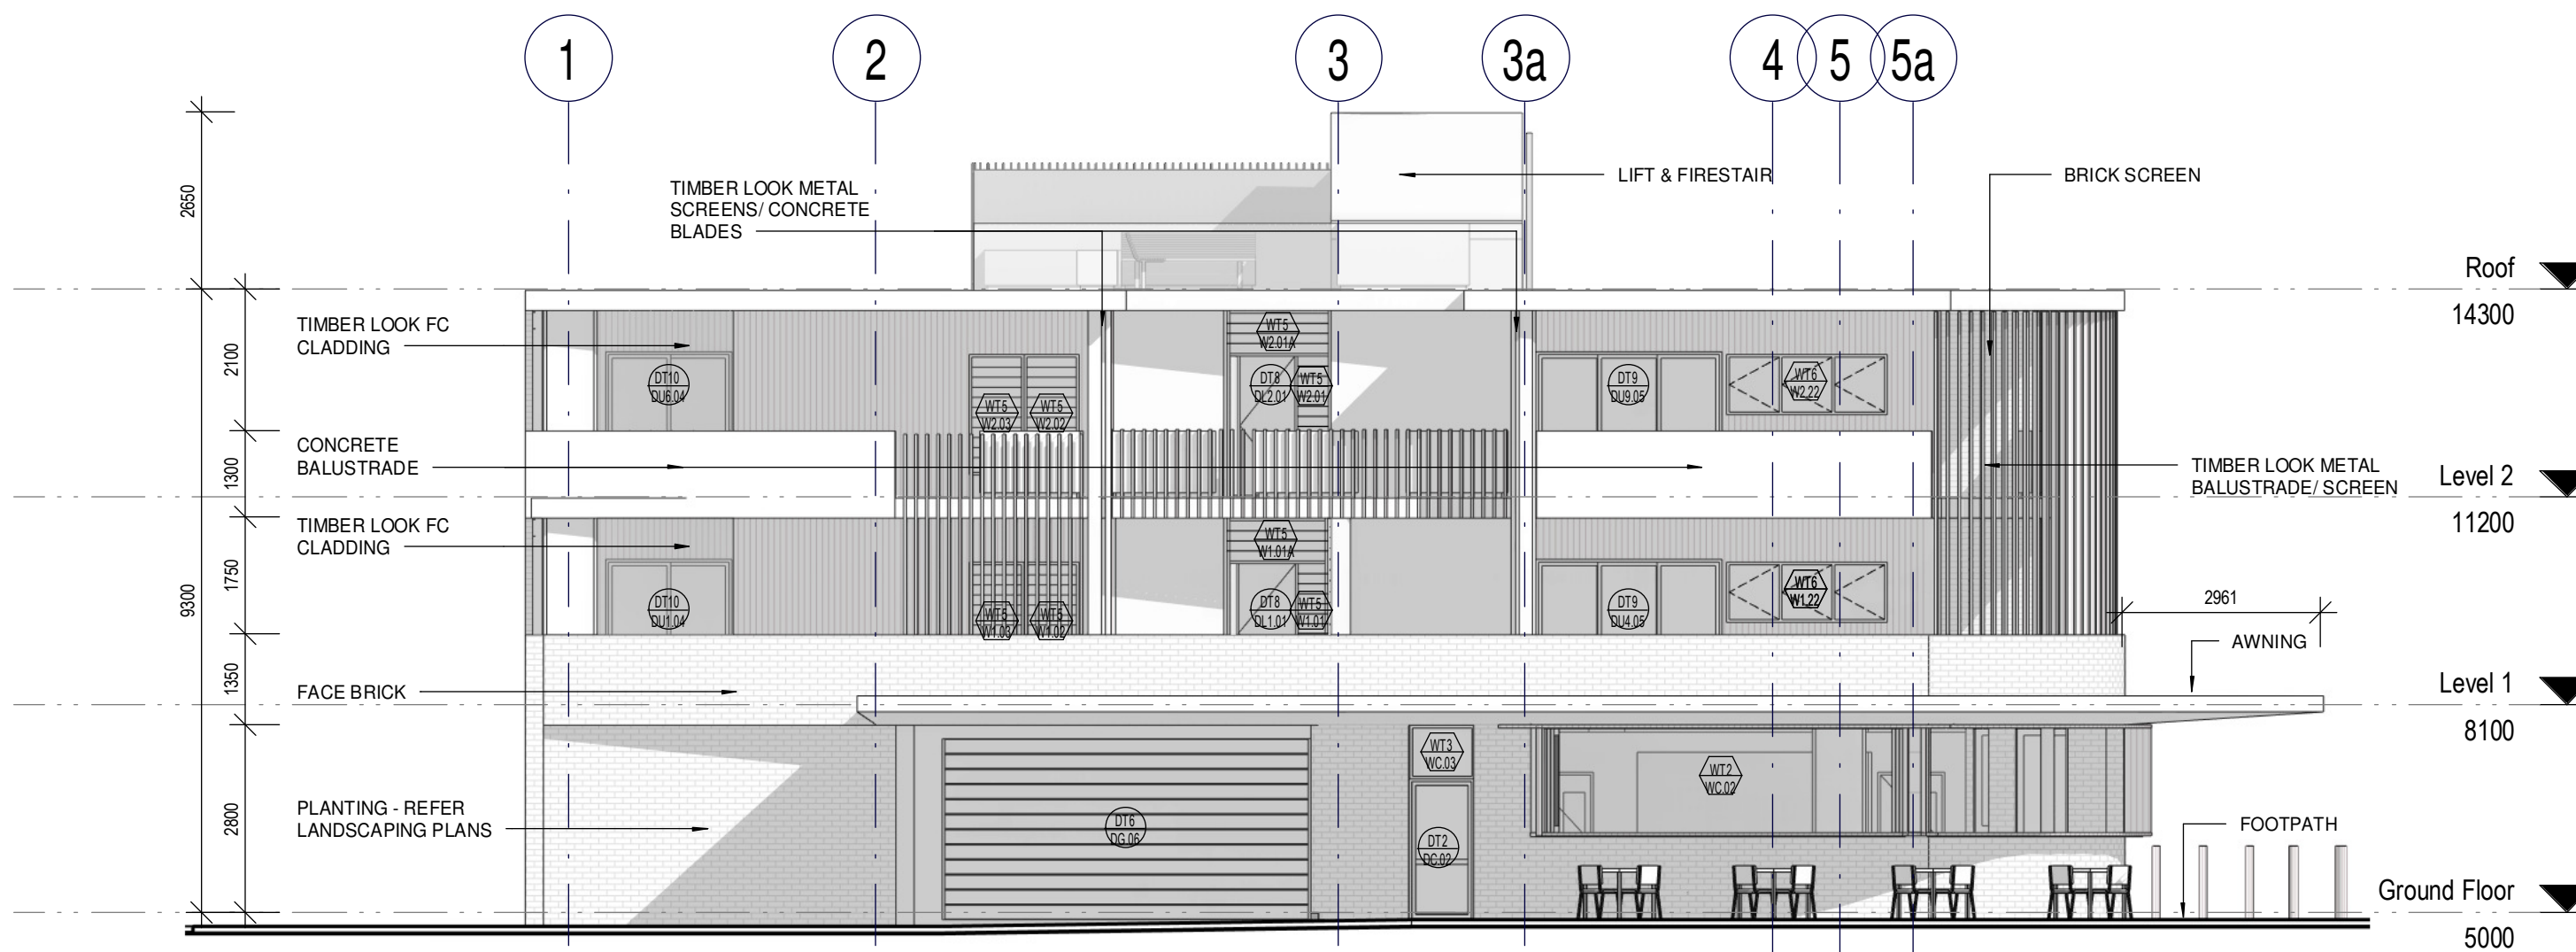 1
2
3
3a
4
5
5a
2650
TIMBER LOOK METAL
SCREENS/ CONCRETE
BLADES
LIFT & FIRESTAIR
BRICK SCREEN
Roof
14300
TIMBER LOOK FC
CLADDING
2100
WT5
W2.01A
DT10
DU6.04
DT8
DL2.01
WT5
W2.01
DT9
DU9.05
WT6
W2.22
WT5
W2.03
WT5
W2.02
CONCRETE
BALUSTRADE
1300
TIMBER LOOK METAL
BALUSTRADE/ SCREEN
Level 2
11200
TIMBER LOOK FC
CLADDING
WT5
W1.01A
1750
9300
DT10
DU1.04
WT5
W1.03
WT5
W1.02
DT8
DL1.01
WT5
W1.01
DT9
DU4.05
WT6
W1.22
2961
AWNING
1350
FACE BRICK
Level 1
8100
WT3
WC.03
WT2
WC.02
PLANTING - REFER
LANDSCAPING PLANS
2800
DT6
DG.06
DT2
DC.02
FOOTPATH
Ground Floor
5000